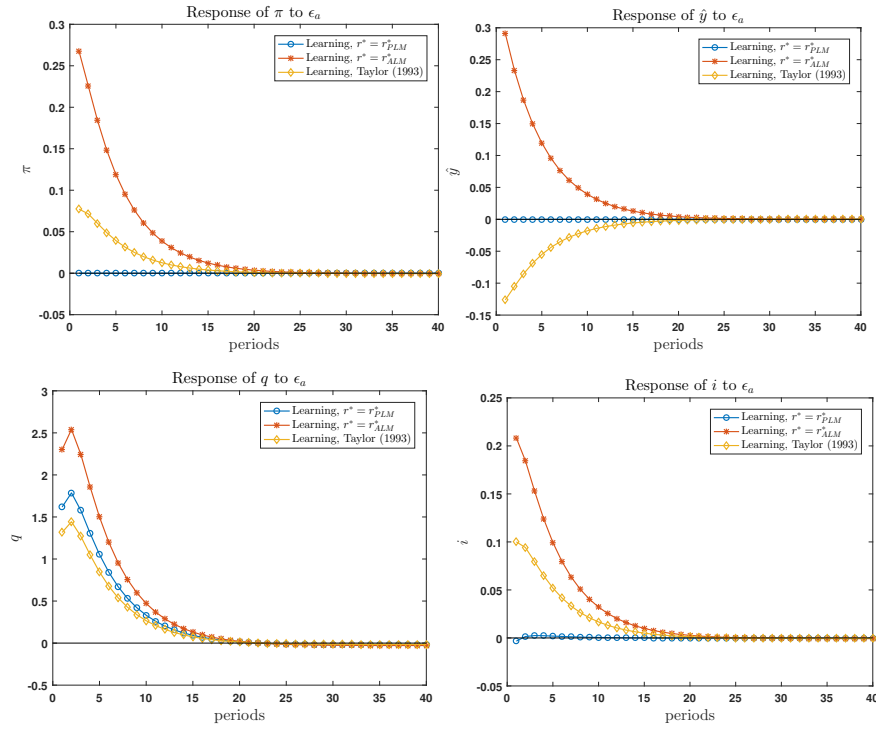 Response of π to ϵ_a
0.3
0.25
0.2
0.15
0.1
0.05
0
-0.05
π
Learning, r* = r*_PLM
Learning, r* = r*_ALM
Learning, Taylor (1993)
0 5 10 15 20 25 30 35 40
periods
Response of ŷ to ϵ_a
0.3
0.25
0.2
0.15
0.1
0.05
0
-0.05
-0.1
-0.15
ŷ
Learning, r* = r*_PLM
Learning, r* = r*_ALM
Learning, Taylor (1993)
0 5 10 15 20 25 30 35 40
periods
Response of q to ϵ_a
3
2.5
2
1.5
1
0.5
0
-0.5
q
Learning, r* = r*_PLM
Learning, r* = r*_ALM
Learning, Taylor (1993)
0 5 10 15 20 25 30 35 40
periods
Response of i to ϵ_a
0.25
0.2
0.15
0.1
0.05
0
-0.05
i
Learning, r* = r*_PLM
Learning, r* = r*_ALM
Learning, Taylor (1993)
0 5 10 15 20 25 30 35 40
periods